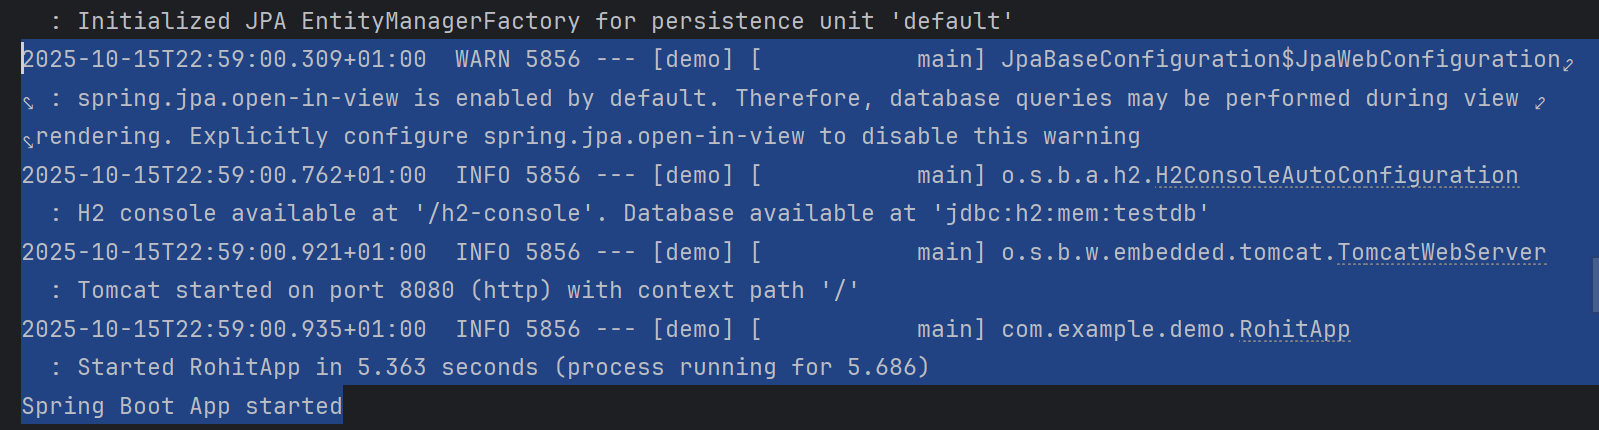 : Initialized JPA EntityManagerFactory for persistence unit 'default'
2025-10-15T22:59:00.309+01:00  WARN 5856 --- [demo] [           main] JpaBaseConfiguration$JpaWebConfiguration
: spring.jpa.open-in-view is enabled by default. Therefore, database queries may be performed during view
rendering. Explicitly configure spring.jpa.open-in-view to disable this warning
2025-10-15T22:59:00.762+01:00  INFO 5856 --- [demo] [           main] o.s.b.a.h2.H2ConsoleAutoConfiguration
: H2 console available at '/h2-console'. Database available at 'jdbc:h2:mem:testdb'
2025-10-15T22:59:00.921+01:00  INFO 5856 --- [demo] [           main] o.s.b.w.embedded.tomcat.TomcatWebServer
: Tomcat started on port 8080 (http) with context path '/'
2025-10-15T22:59:00.935+01:00  INFO 5856 --- [demo] [           main] com.example.demo.RohitApp
: Started RohitApp in 5.363 seconds (process running for 5.686)
Spring Boot App started